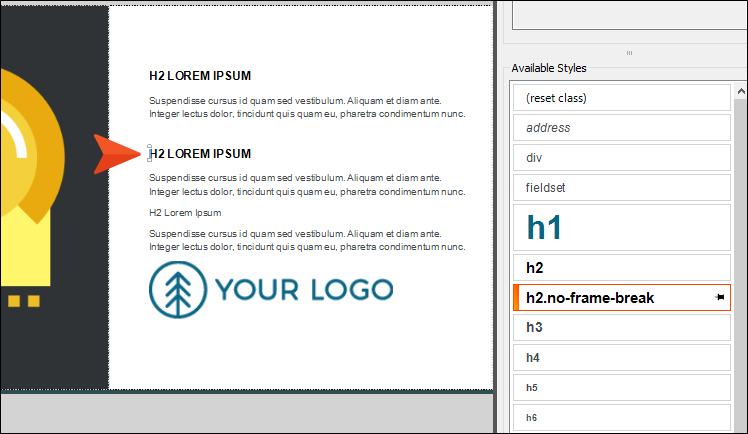 H2 LOREM IPSUM
Suspendisse cursus id quam sed vestibulum. Aliquam et diam ante.
Integer lectus dolor, tincidunt quis quam eu, pharetra condimentum nunc.
H2 LOREM IPSUM
Suspendisse cursus id quam sed vestibulum. Aliquam et diam ante.
Integer lectus dolor, tincidunt quis quam eu, pharetra condimentum nunc.
H2 Lorem Ipsum
Suspendisse cursus id quam sed vestibulum. Aliquam et diam ante.
Integer lectus dolor, tincidunt quis quam eu, pharetra condimentum nunc.
YOUR LOGO
Available Styles
(reset class)
address
div
fieldset
h1
h2
h2.no-frame-break
h3
h4
h5
h6